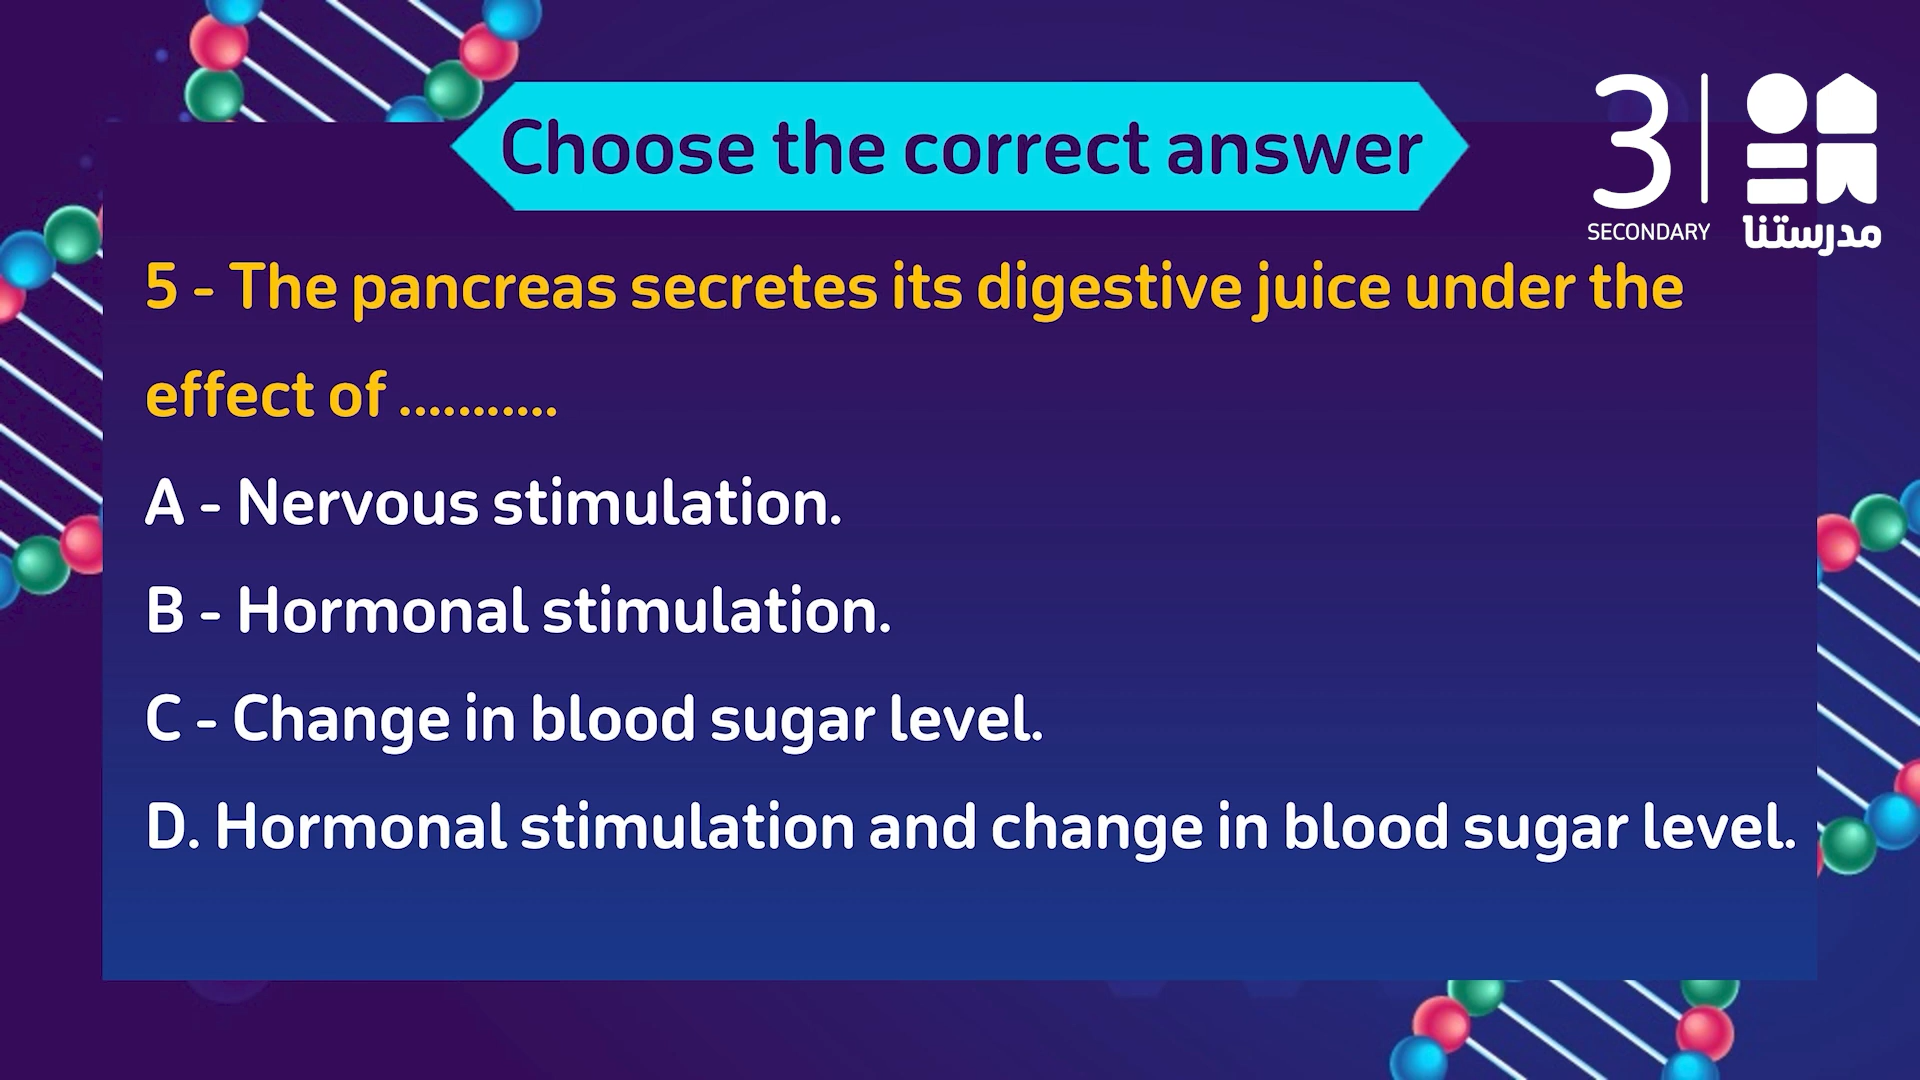 Choose the correct answer
3
SECONDARY
مدرستنا
5 - The pancreas secretes its digestive juice under the
effect of ...........
A - Nervous stimulation.
B - Hormonal stimulation.
C - Change in blood sugar level.
D. Hormonal stimulation and change in blood sugar level.